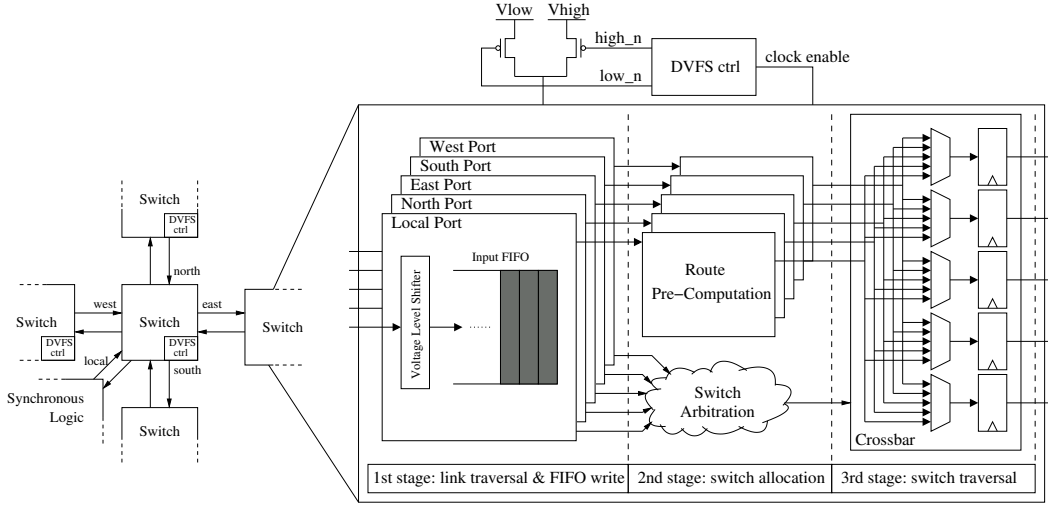 Vlow
Vhigh
high_n
low_n
DVFS ctrl
clock enable
West Port
South Port
East Port
North Port
Local Port
Input FIFO
Voltage Level Shifter
Route
Pre−Computation
Switch
Arbitration
Crossbar
1st stage: link traversal & FIFO write
2nd stage: switch allocation
3rd stage: switch traversal
Switch
DVFS
ctrl
north
west
east
Switch
DVFS
ctrl
Switch
DVFS
ctrl
Switch
local
south
Synchronous
Logic
Switch